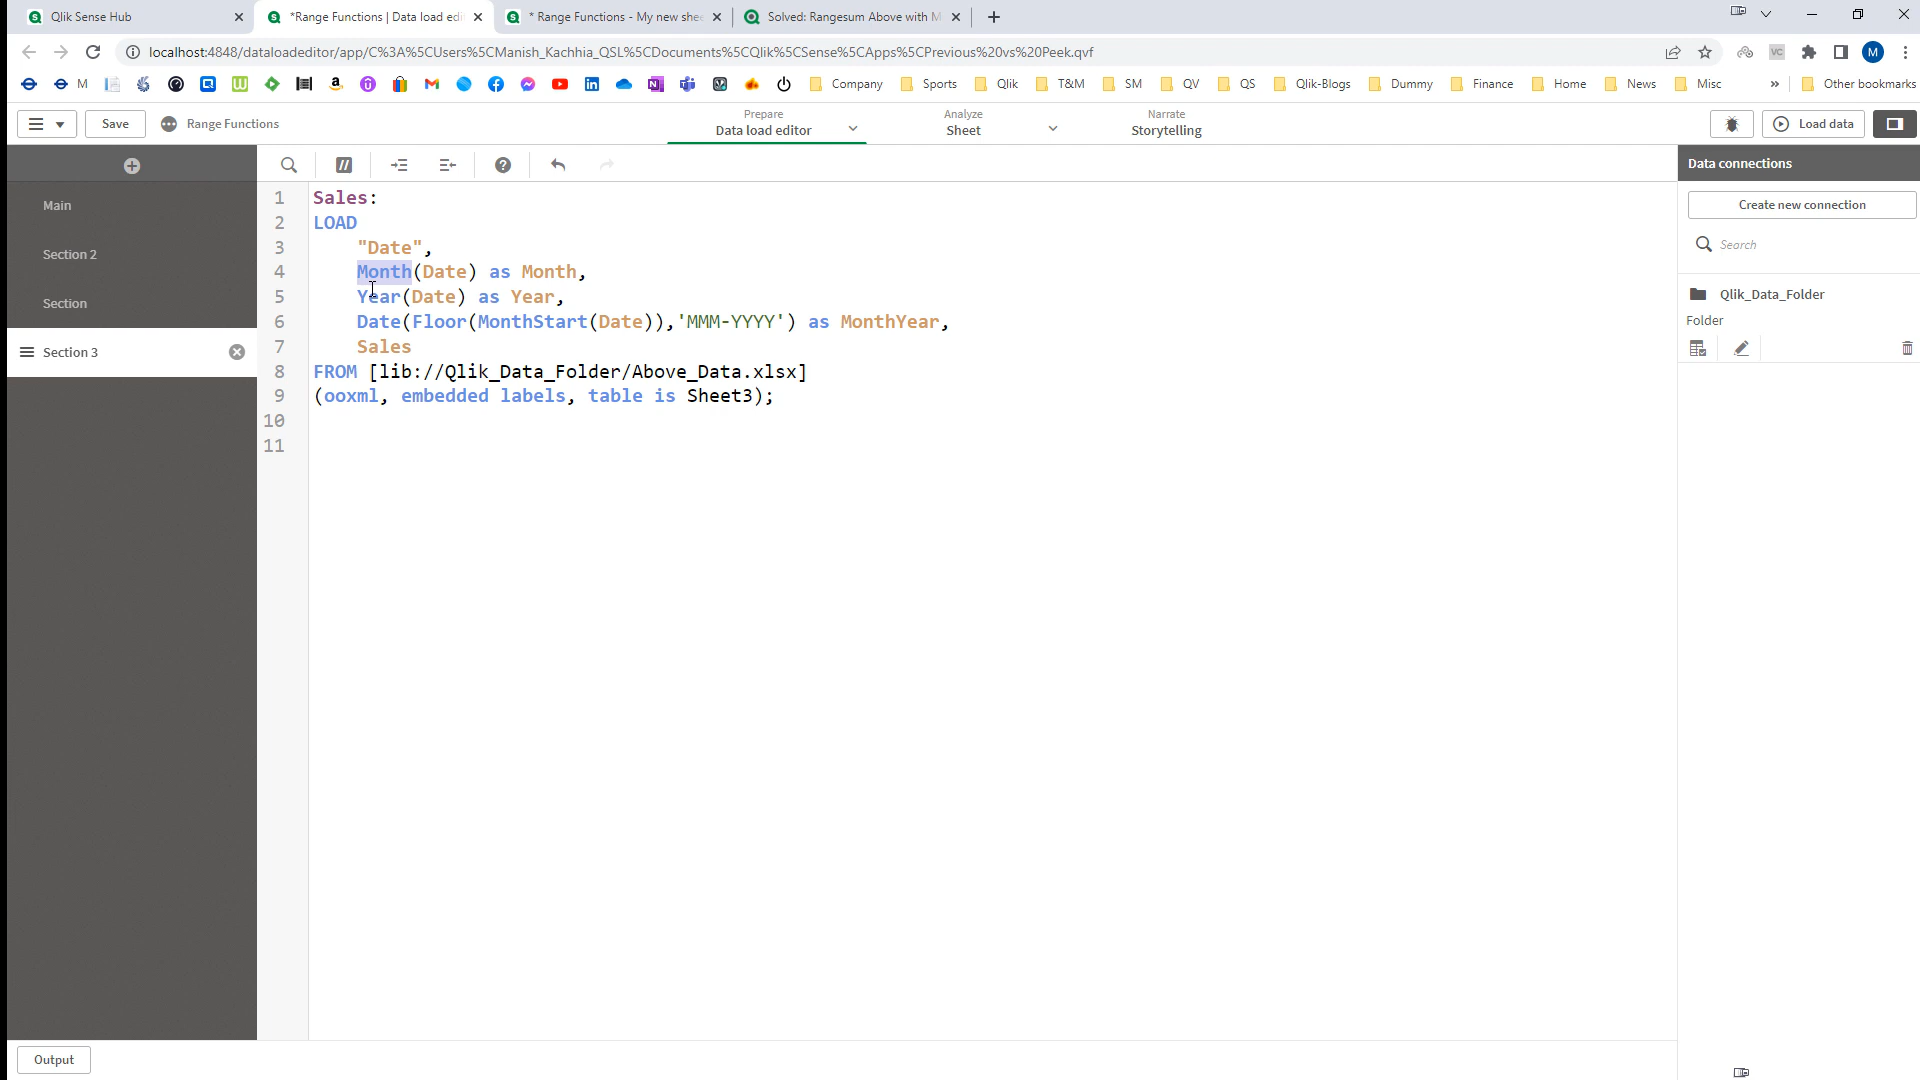 Qlik Sense Hub
*Range Functions | Data load edi
* Range Functions - My new shee
Solved: Rangesum Above with M
localhost:4848/dataloadeditor/app/C%3A%5CUsers%5CManish_Kachhia_QSL%5CDocuments%5CQlik%5CSense%5CApps%5CPrevious%20vs%20Peek.qvf
M
M
Company
Sports
Qlik
T&M
SM
QV
QS
Qlik-Blogs
Dummy
Finance
Home
News
Misc
»
Other bookmarks
Save
Range Functions
Prepare
Data load editor
Analyze
Sheet
Narrate
Storytelling
Load data
Main
Section 2
Section
Section 3
1 Sales:
2 LOAD
3 "Date",
4 Month(Date) as Month,
5 Year(Date) as Year,
6 Date(Floor(MonthStart(Date)),'MMM-YYYY') as MonthYear,
7 Sales
8 FROM [lib://Qlik_Data_Folder/Above_Data.xlsx]
9 (ooxml, embedded labels, table is Sheet3);
10
11
Data connections
Create new connection
Search
Qlik_Data_Folder
Folder
Output